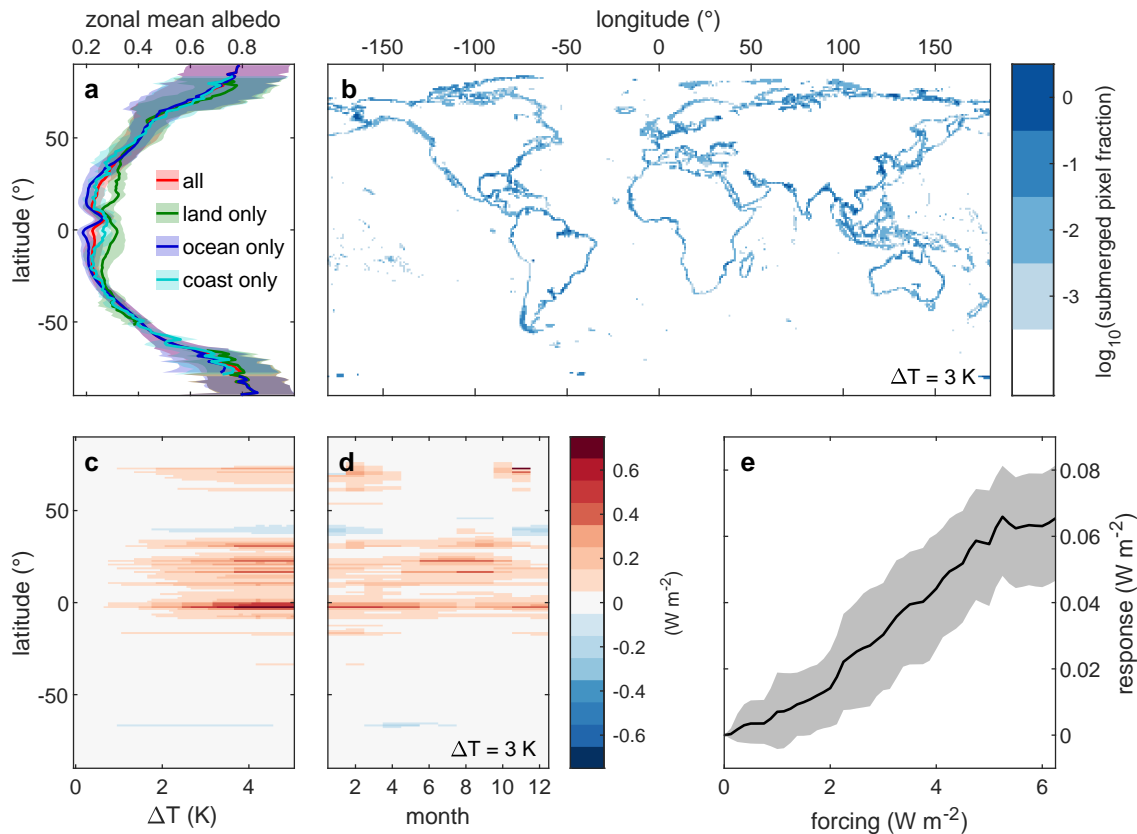 zonal mean albedo
0.2 0.4 0.6 0.8
a
50
0
-50
latitude (°)
all
land only
ocean only
coast only
longitude (°)
-150 -100 -50 0 50 100 150
b
ΔT = 3 K
0
-1
-2
-3
log10(submerged pixel fraction)
c
50
0
-50
latitude (°)
0 2 4
ΔT (K)
d
ΔT = 3 K
2 4 6 8 10 12
month
0.6
0.4
0.2
0
-0.2
-0.4
-0.6
(W m-2)
e
0.08
0.06
0.04
0.02
0
response (W m-2)
0 2 4 6
forcing (W m-2)